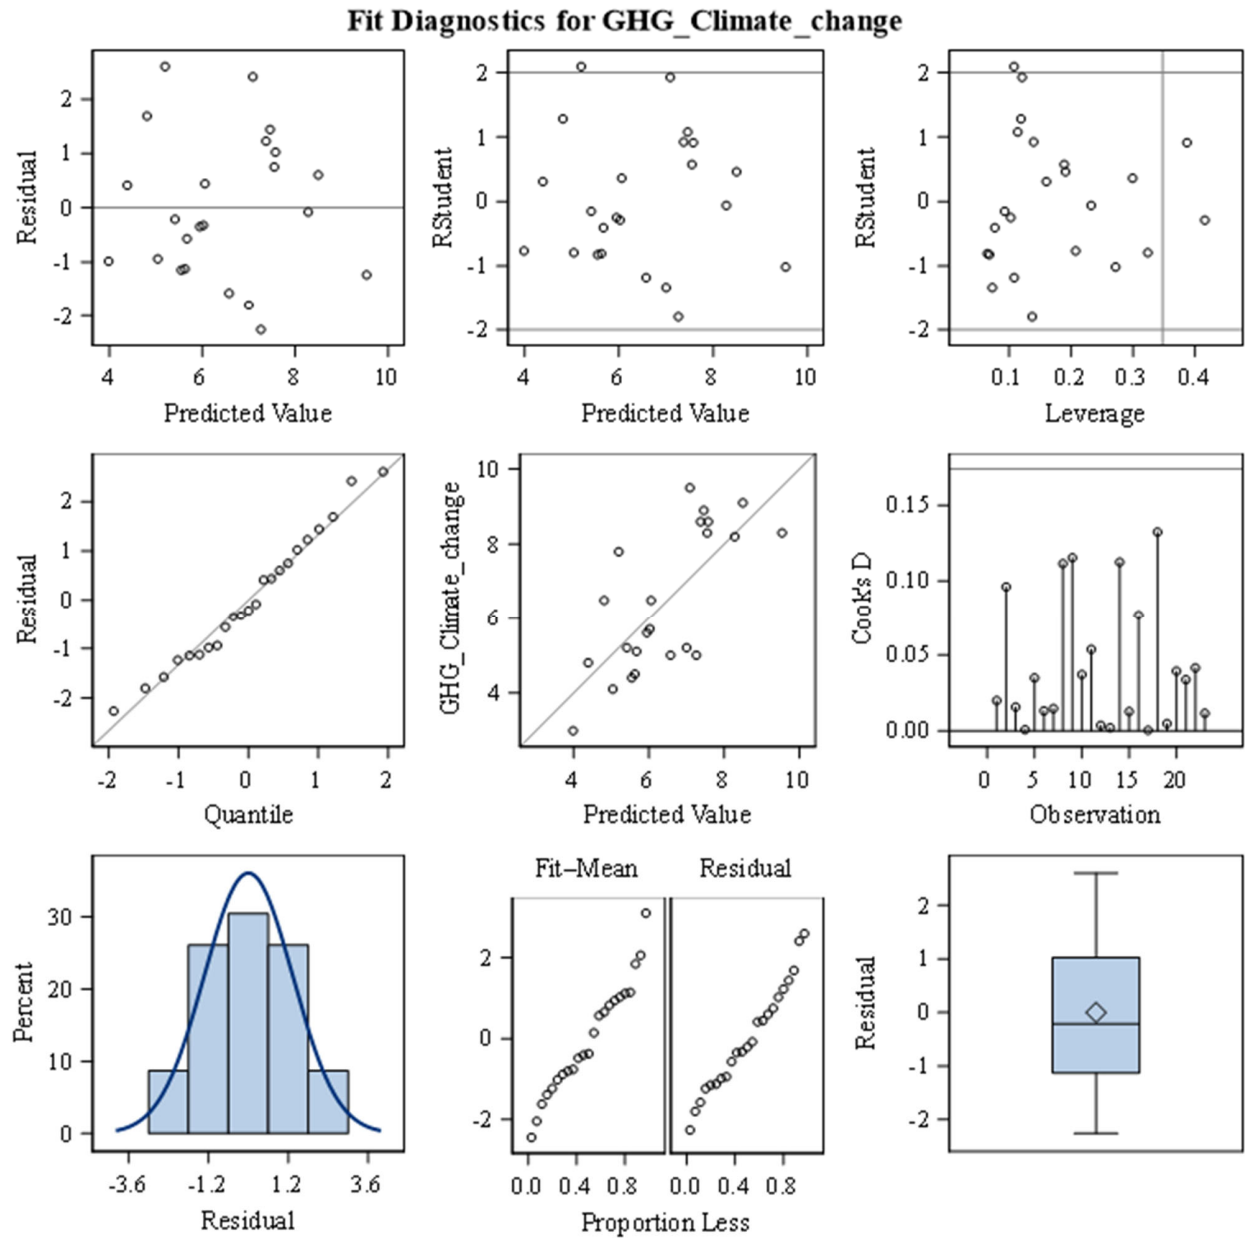 Fit Diagnostics for GHG_Climate_change
Residual
2
1
0
-1
-2
4 6 8 10
Predicted Value
RStudent
2
1
0
-1
-2
4 6 8 10
Predicted Value
RStudent
2
1
0
-1
-2
0.1 0.2 0.3 0.4
Leverage
Residual
2
1
0
-1
-2
-2 -1 0 1 2
Quantile
GHG_Climate_change
10
8
6
4
4 6 8 10
Predicted Value
Cook's D
0.15
0.10
0.05
0.00
0 5 10 15 20
Observation
Percent
30
20
10
0
-3.6 -1.2 1.2 3.6
Residual
Fit–Mean Residual
2
0
-2
0.0 0.4 0.8 0.0 0.4 0.8
Proportion Less
Residual
2
1
0
-1
-2